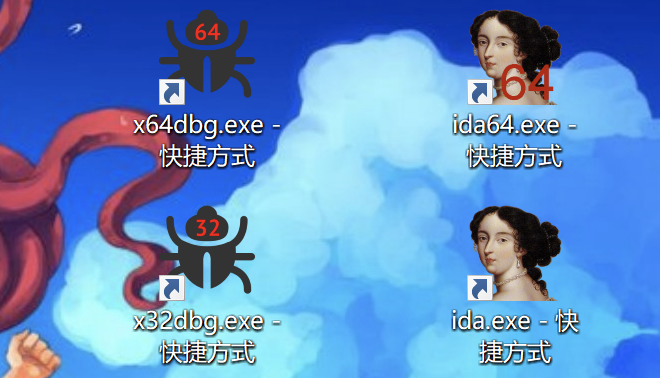 64
x64dbg.exe -
快捷方式
64
ida64.exe -
快捷方式
32
x32dbg.exe -
快捷方式
ida.exe - 快
捷方式